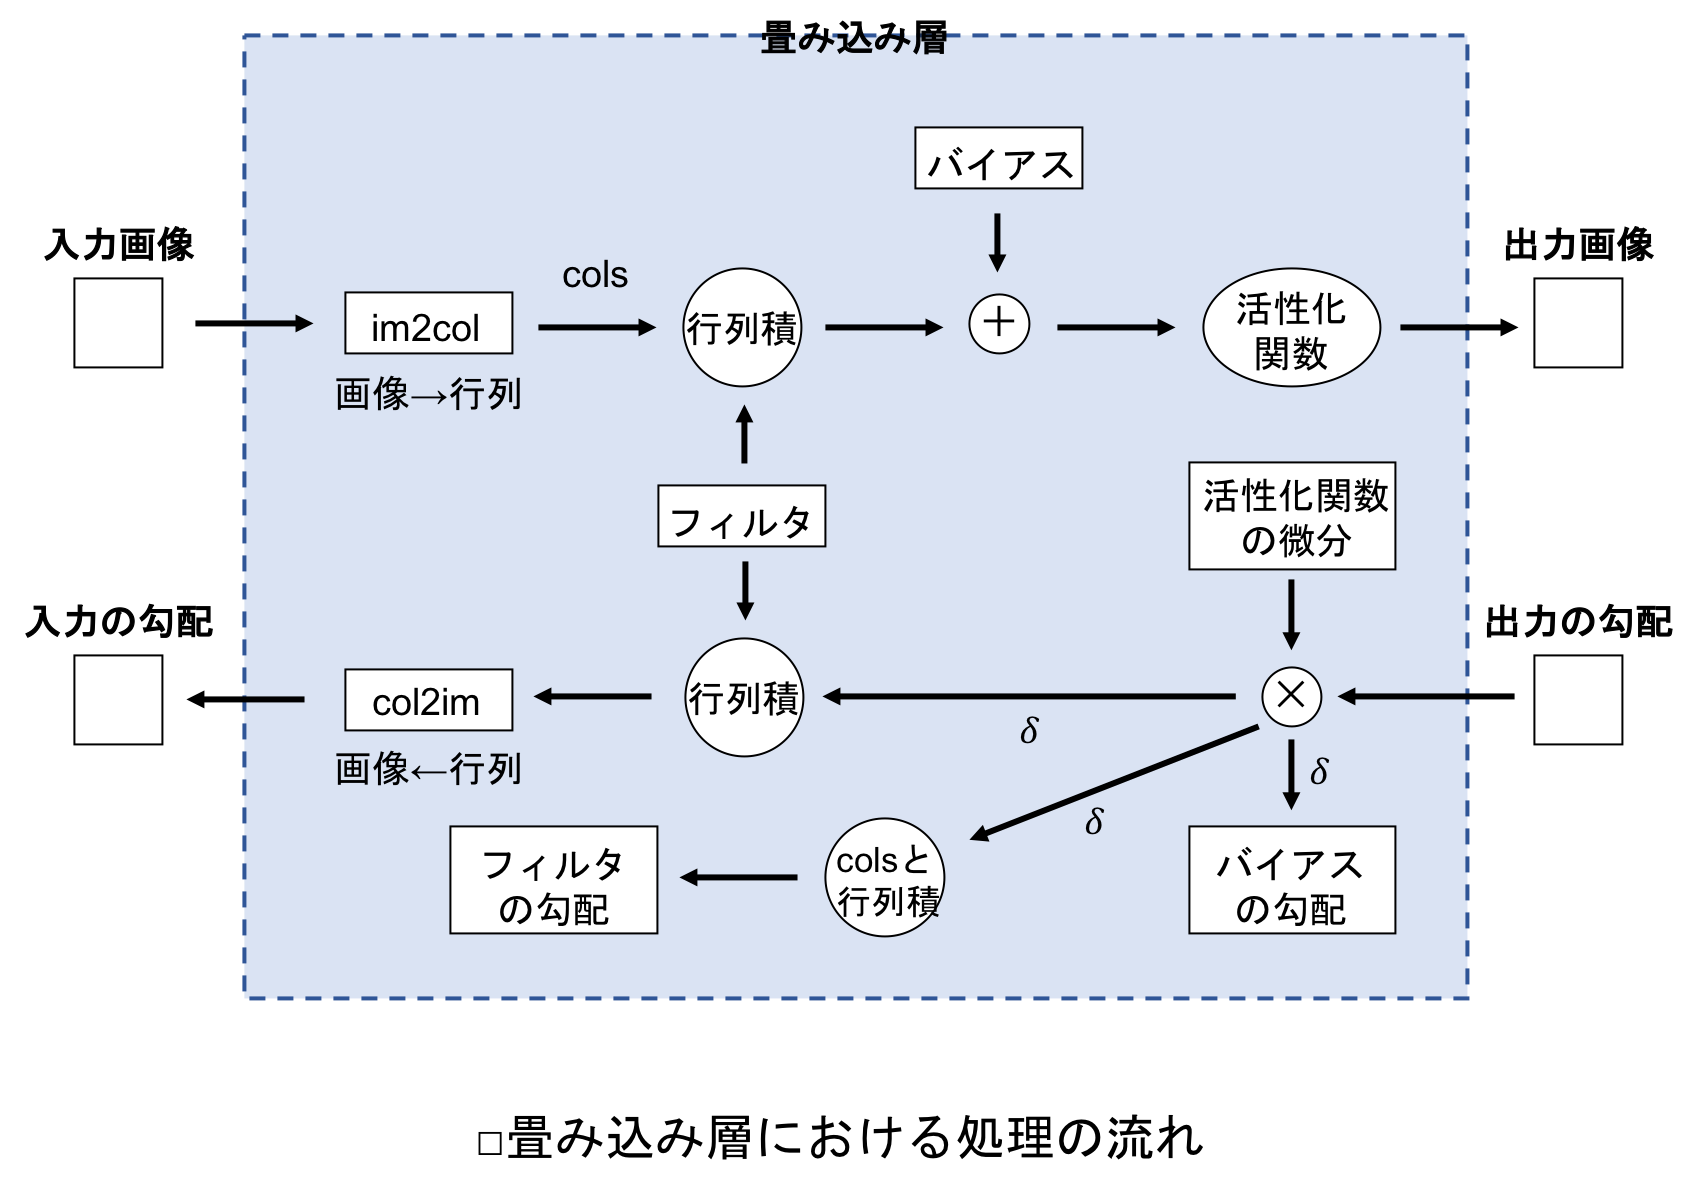 畳み込み層
バイアス
入力画像
出力画像
cols
im2col
行列積
+
活性化
関数
画像→行列
フィルタ
活性化関数
の微分
入力の勾配
出力の勾配
col2im
行列積
×
δ
画像←行列
δ
δ
フィルタ
の勾配
colsと
行列積
バイアス
の勾配
□畳み込み層における処理の流れ